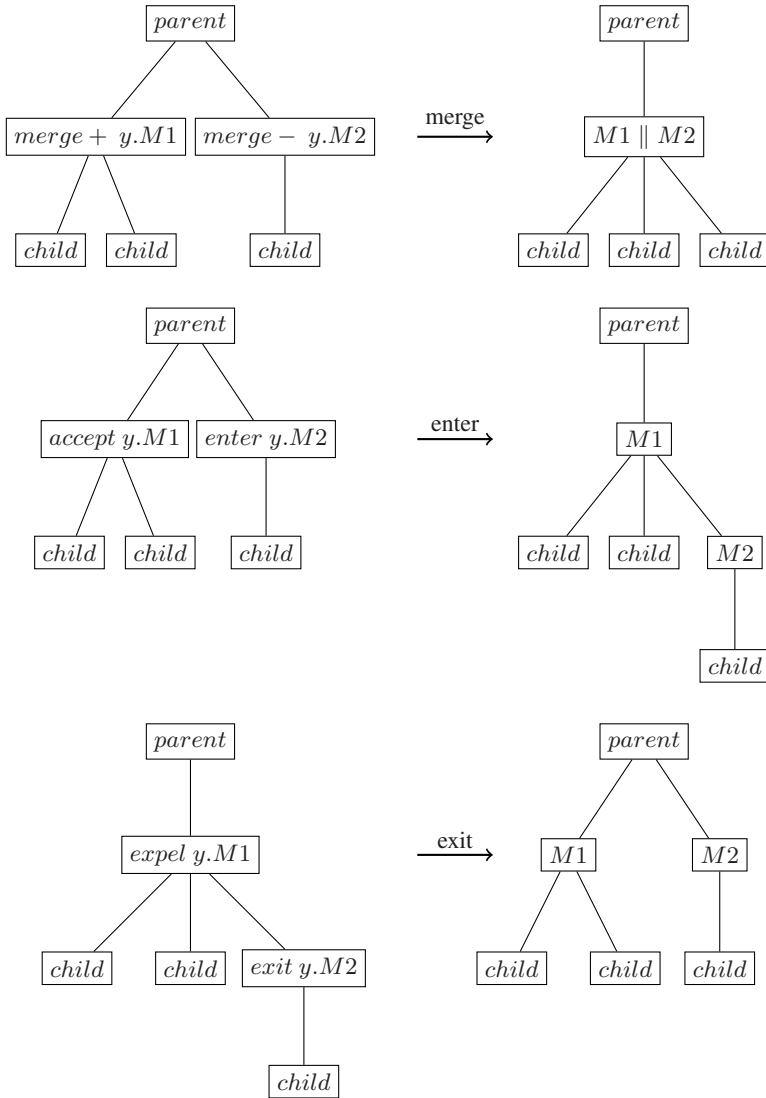 parent parent
merge+ y.M1 merge− y.M2 merge M1 ∥ M2
child child child child child child
parent parent
accept y.M1 enter y.M2 enter M1
child child child child child M2
child
parent parent
expel y.M1 exit M1 M2
child child exit y.M2 child child child
child